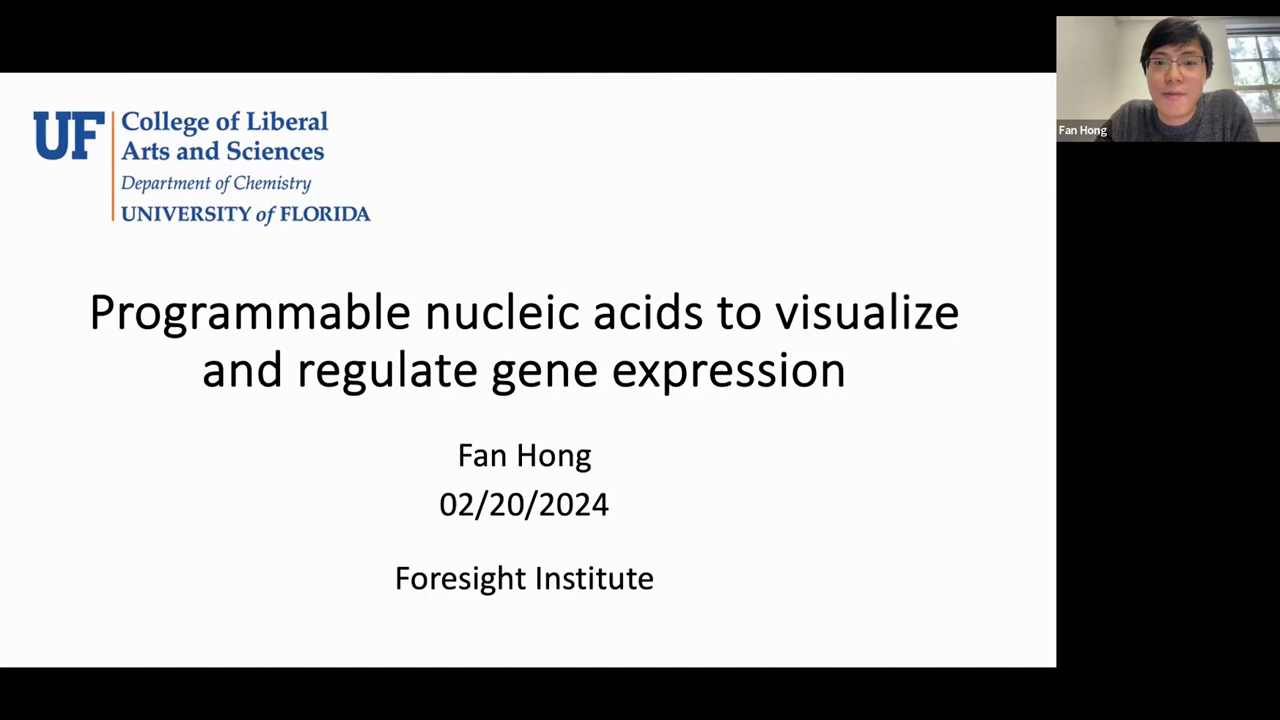 UF
College of Liberal
Arts and Sciences
Department of Chemistry
UNIVERSITY of FLORIDA
Programmable nucleic acids to visualize
and regulate gene expression
Fan Hong
02/20/2024
Foresight Institute
Fan Hong